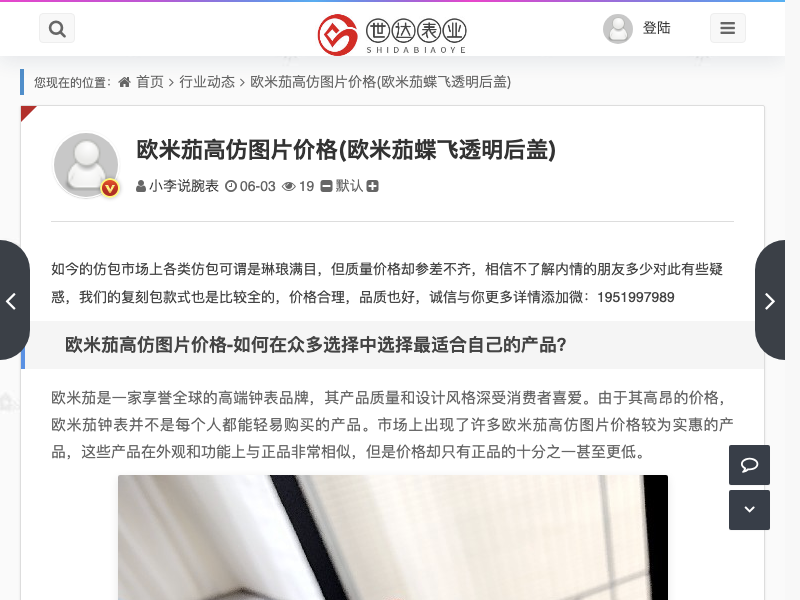 世达表业
SHIDABIAOYE
登陆
您现在的位置: 首页 > 行业动态 > 欧米茄高仿图片价格(欧米茄蝶飞透明后盖)
欧米茄高仿图片价格(欧米茄蝶飞透明后盖)
小李说腕表 06-03 19 默认
如今的仿包市场上各类仿包可谓是琳琅满目，但质量价格却参差不齐，相信不了解内情的朋友多少对此有些疑
惑，我们的复刻包款式也是比较全的，价格合理，品质也好，诚信与你更多详情添加微：1951997989
欧米茄高仿图片价格-如何在众多选择中选择最适合自己的产品？
欧米茄是一家享誉全球的高端钟表品牌，其产品质量和设计风格深受消费者喜爱。由于其高昂的价格，
欧米茄钟表并不是每个人都能轻易购买的产品。市场上出现了许多欧米茄高仿图片价格较为实惠的产
品，这些产品在外观和功能上与正品非常相似，但是价格却只有正品的十分之一甚至更低。